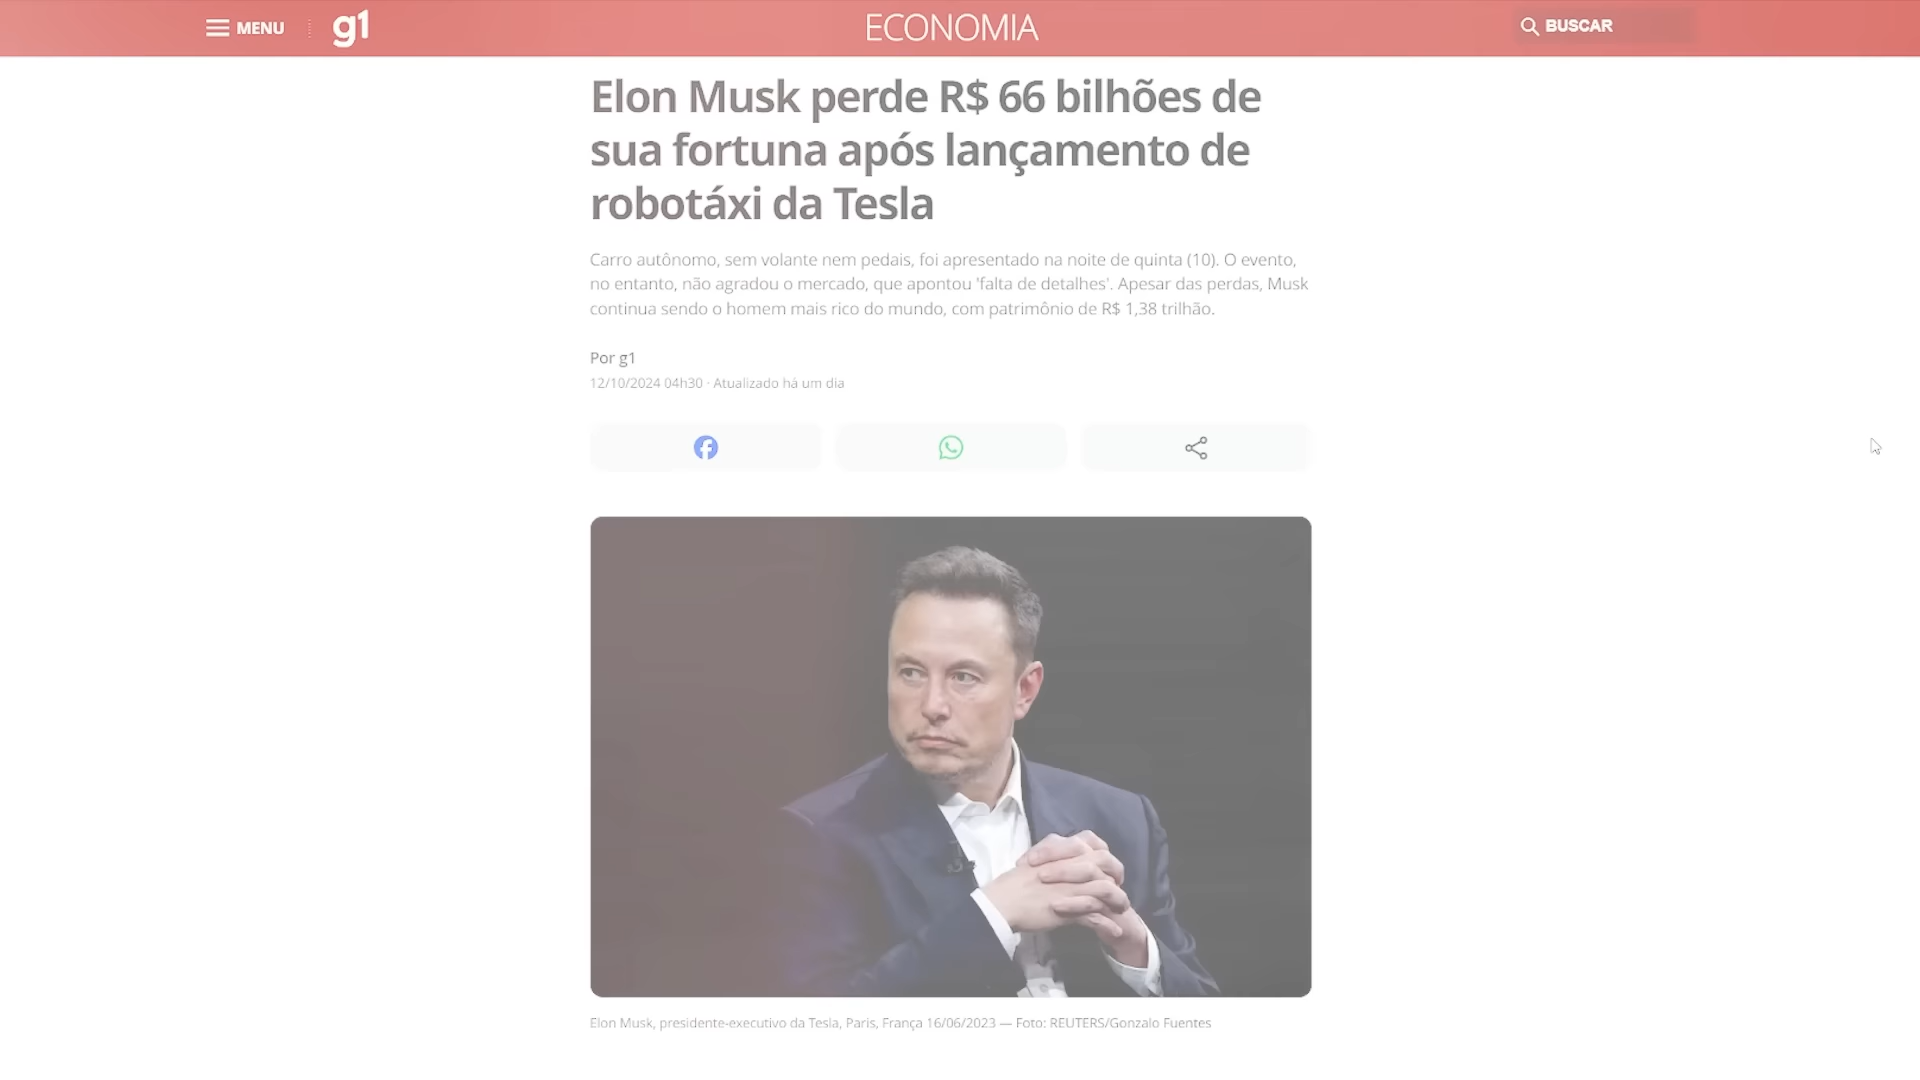 MENU
g1
ECONOMIA
BUSCAR
Elon Musk perde R$ 66 bilhões de
sua fortuna após lançamento de
robotáxi da Tesla
Carro autônomo, sem volante nem pedais, foi apresentado na noite de quinta (10). O evento,
no entanto, não agradou o mercado, que apontou 'falta de detalhes'. Apesar das perdas, Musk
continua sendo o homem mais rico do mundo, com patrimônio de R$ 1,38 trilhão.
Por g1
12/10/2024 04h30 · Atualizado há um dia
Elon Musk, presidente-executivo da Tesla, Paris, França 16/06/2023 — Foto: REUTERS/Gonzalo Fuentes